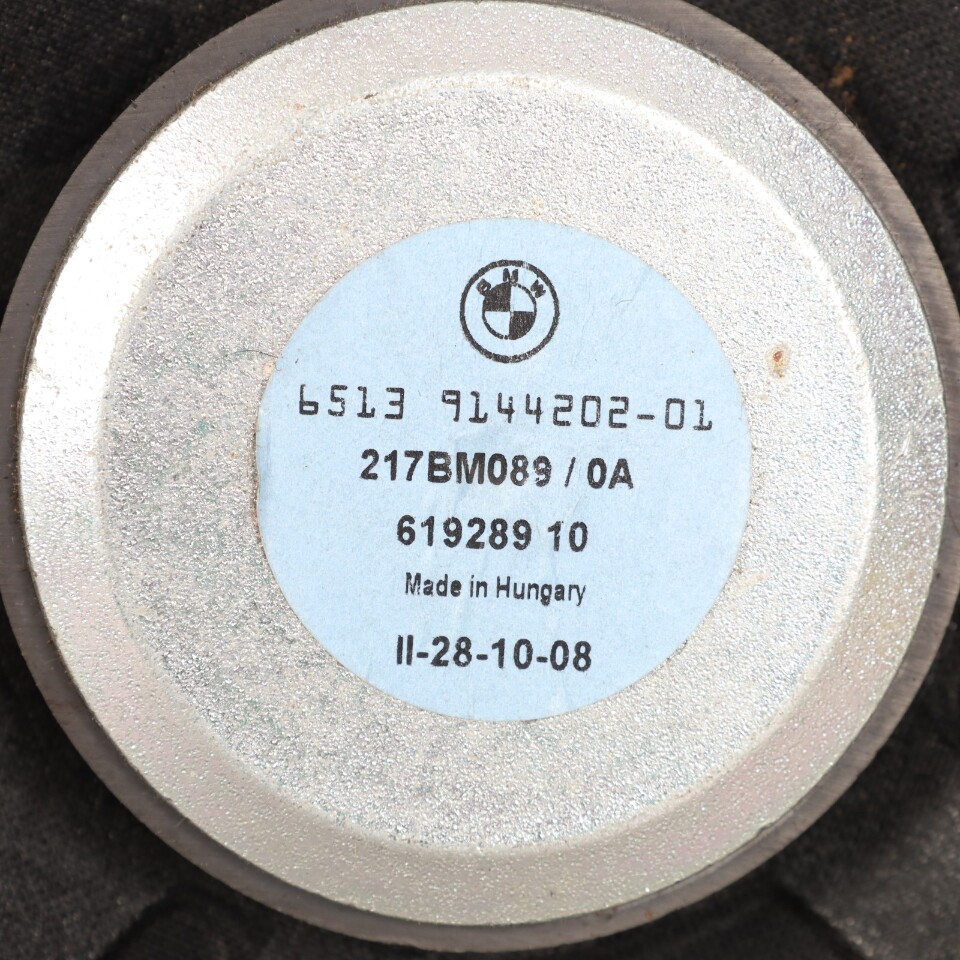 BMW
6513 9144202-01
217BM089 / 0A
619289 10
Made in Hungary
II-28-10-08